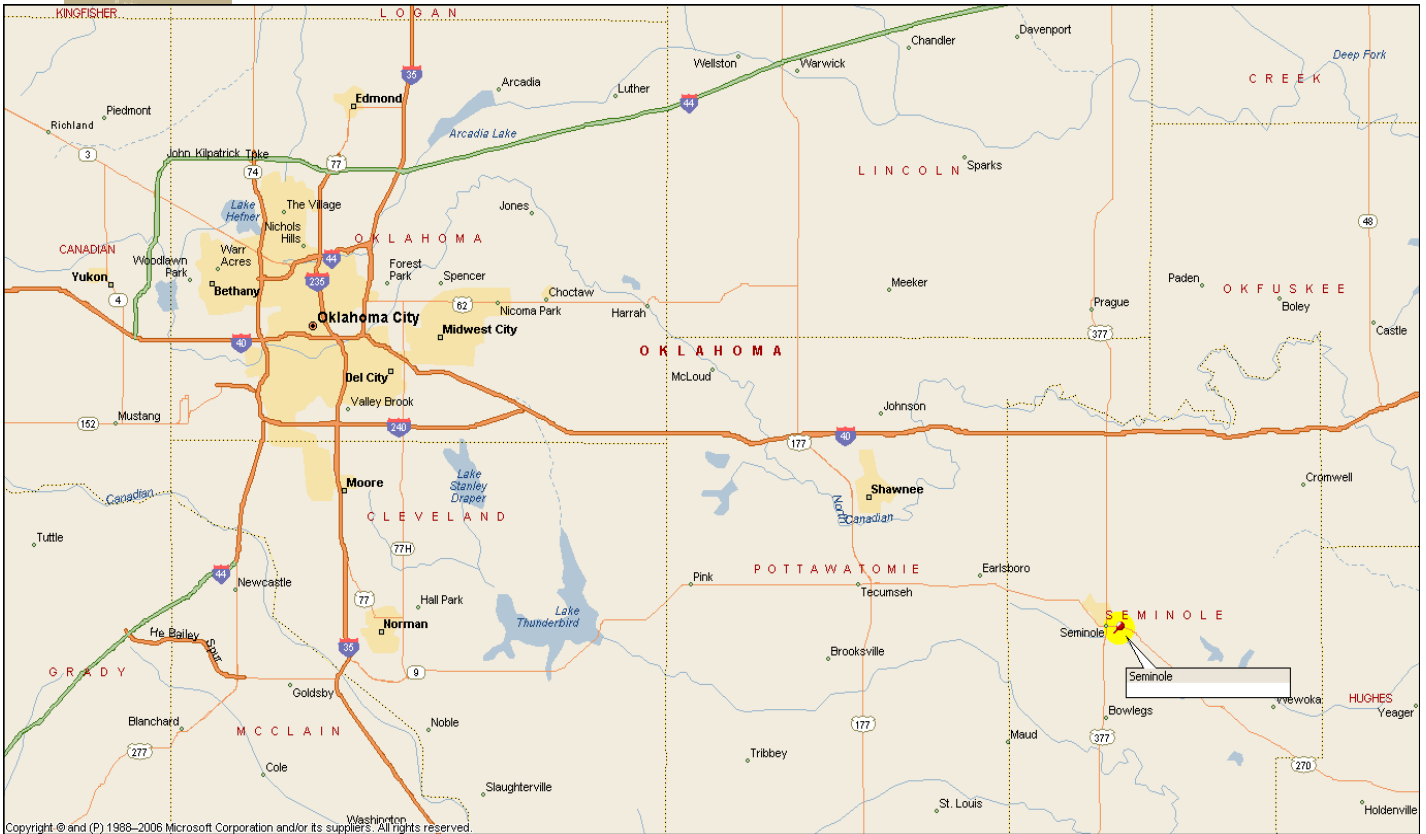 KINGFISHER
LOGAN
Davenport
Chandler
Deep Fork
Wellston
Warwick
35
CREEK
Arcadia
Luther
Edmond
44
Piedmont
Richland
Arcadia Lake
3
John Kilpatrick Tpke
77
74
Sparks
LINCOLN
Lake
Hefner
The Village
Jones
Nichols
Hills
48
OKLAHOMA
CANADIAN
Warr
Acres
Woodlawn
Park
44
Forest
Park
Spencer
Yukon
235
Meeker
Paden
OKFUSKEE
Bethany
4
62
Choctaw
Nicoma Park
Harrah
Prague
Boley
Oklahoma City
Midwest City
377
Castle
40
OKLAHOMA
Del City
McLoud
Valley Brook
Johnson
Mustang
152
240
177
40
Moore
Lake
Stanley
Draper
Shawnee
Cromwell
Canadian
North
Canadian
CLEVELAND
Tuttle
77H
44
Newcastle
Pink
POTTAWATOMIE
Earlsboro
Tecumseh
77
Hall Park
Lake
Thunderbird
SEMINOLE
Norman
Seminole
He Bailey
Spur
35
Brooksville
GRADY
9
Seminole
Goldsby
Wewoka
HUGHES
Blanchard
Noble
177
Bowlegs
Yeager
MCCLAIN
377
Maud
277
Tribbey
270
Cole
Slaughterville
St. Louis
Holdenville
Washington
Copyright © and (P) 1988–2006 Microsoft Corporation and/or its suppliers. All rights reserved.